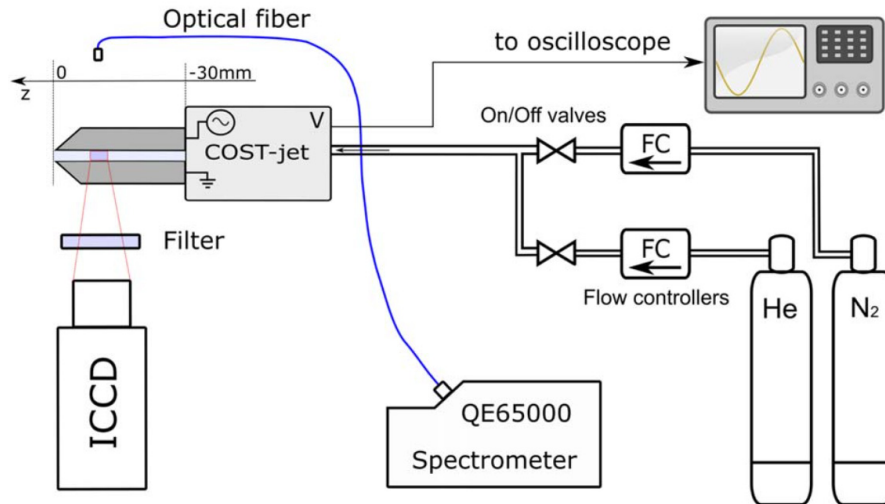 Optical fiber
to oscilloscope
0
-30mm
z
V
COST-jet
On/Off valves
FC
FC
Flow controllers
Filter
He
N₂
ICCD
QE65000
Spectrometer